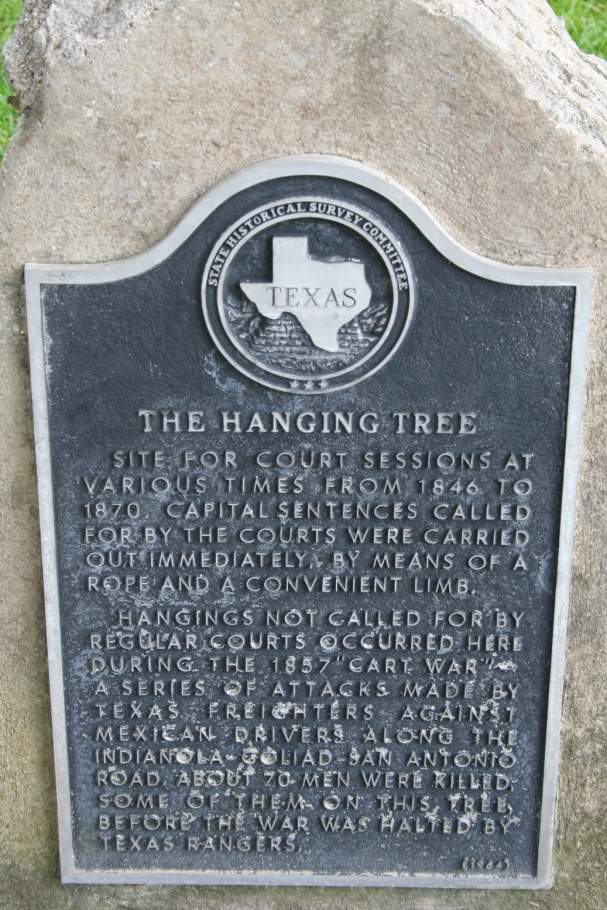 STATE HISTORICAL SURVEY COMMITTEE
TEXAS
THE HANGING TREE
SITE FOR COURT SESSIONS AT
VARIOUS TIMES FROM 1846 TO
1870. CAPITAL SENTENCES CALLED
FOR BY THE COURTS WERE CARRIED
OUT IMMEDIATELY, BY MEANS OF A
ROPE AND A CONVENIENT LIMB.
HANGINGS NOT CALLED FOR BY
REGULAR COURTS OCCURRED HERE
DURING THE 1857 "CART WAR"—
A SERIES OF ATTACKS MADE BY
TEXAS FREIGHTERS AGAINST
MEXICAN DRIVERS ALONG THE
INDIANOLA-GOLIAD-SAN ANTONIO
ROAD. ABOUT 70 MEN WERE KILLED,
SOME OF THEM ON THIS TREE,
BEFORE THE WAR WAS HALTED BY
TEXAS RANGERS.